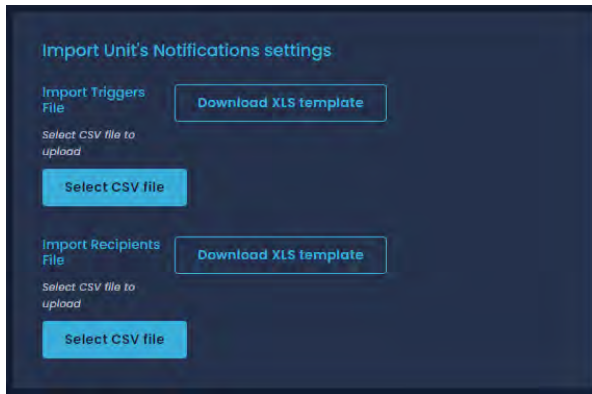 Import Unit's Notifications settings
Import Triggers
File
Download XLS template
Select CSV file to
upload
Select CSV file
Import Recipients
File
Download XLS template
Select CSV file to
upload
Select CSV file